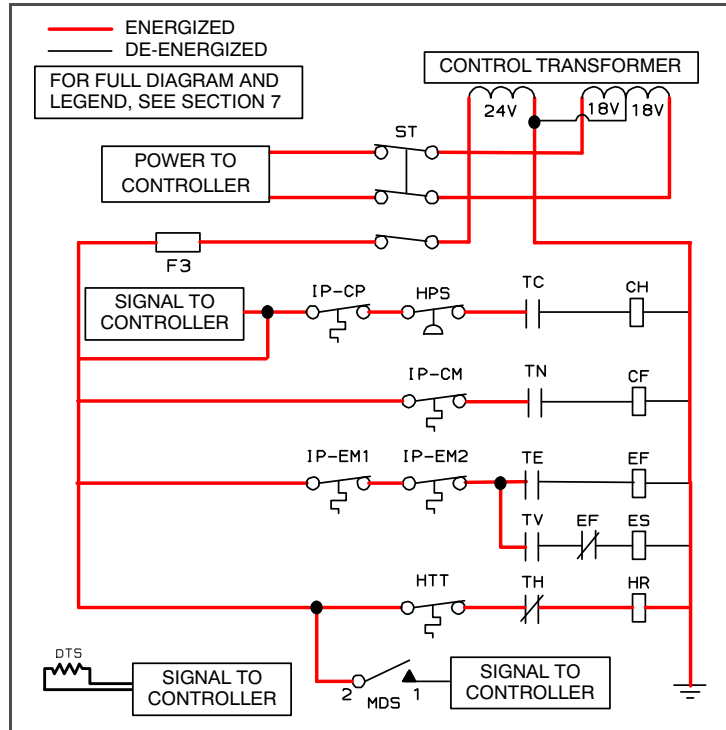 ENERGIZED
DE-ENERGIZED
FOR FULL DIAGRAM AND
LEGEND, SEE SECTION 7
CONTROL TRANSFORMER
24V
18V
18V
ST
POWER TO
CONTROLLER
F3
SIGNAL TO
CONTROLLER
IP-CP
HPS
TC
CH
IP-CM
TN
CF
IP-EM1
IP-EM2
TE
EF
TV
EF
ES
HTT
TH
HR
DTS
SIGNAL TO
CONTROLLER
2
MDS
1
SIGNAL TO
CONTROLLER